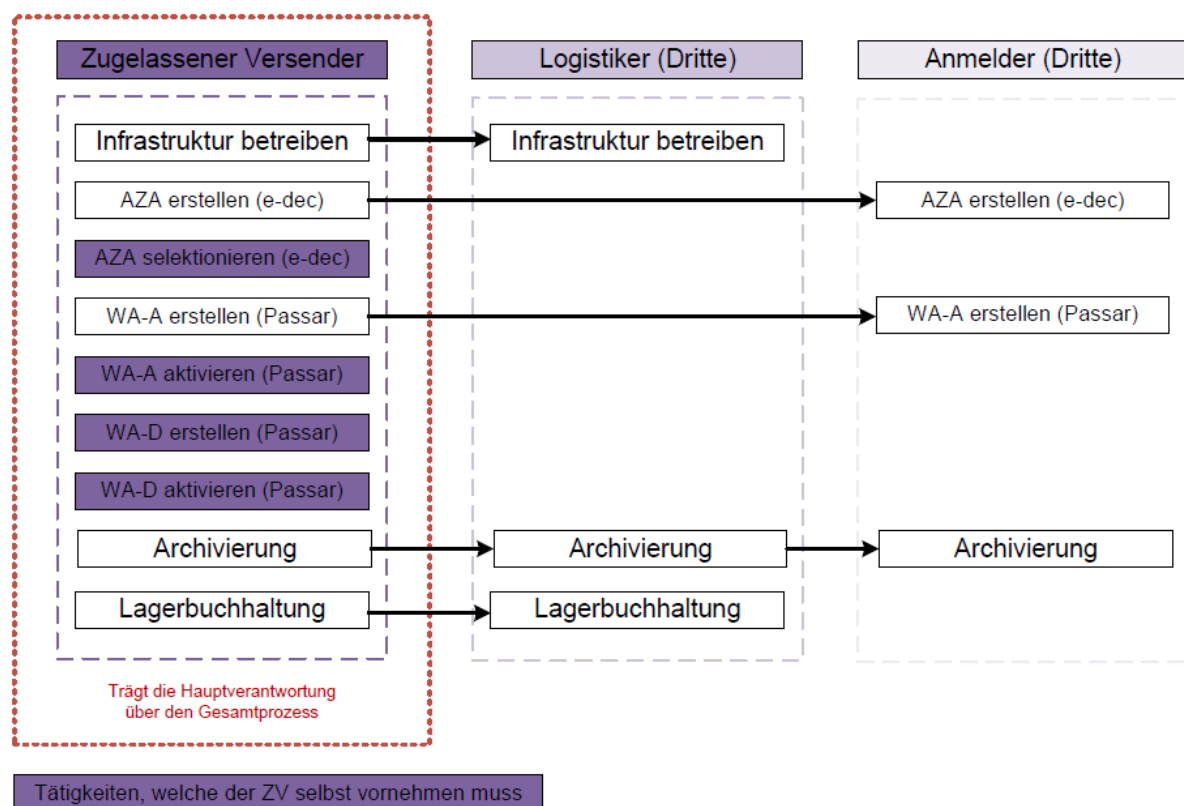 Zugelassener Versender
Logistiker (Dritte)
Anmelder (Dritte)
Infrastruktur betreiben
Infrastruktur betreiben
AZA erstellen (e-dec)
AZA erstellen (e-dec)
AZA selektionieren (e-dec)
WA-A erstellen (Passar)
WA-A erstellen (Passar)
WA-A aktivieren (Passar)
WA-D erstellen (Passar)
WA-D aktivieren (Passar)
Archivierung
Archivierung
Archivierung
Lagerbuchhaltung
Lagerbuchhaltung
Trägt die Hauptverantwortung
über den Gesamtprozess
Tätigkeiten, welche der ZV selbst vornehmen muss